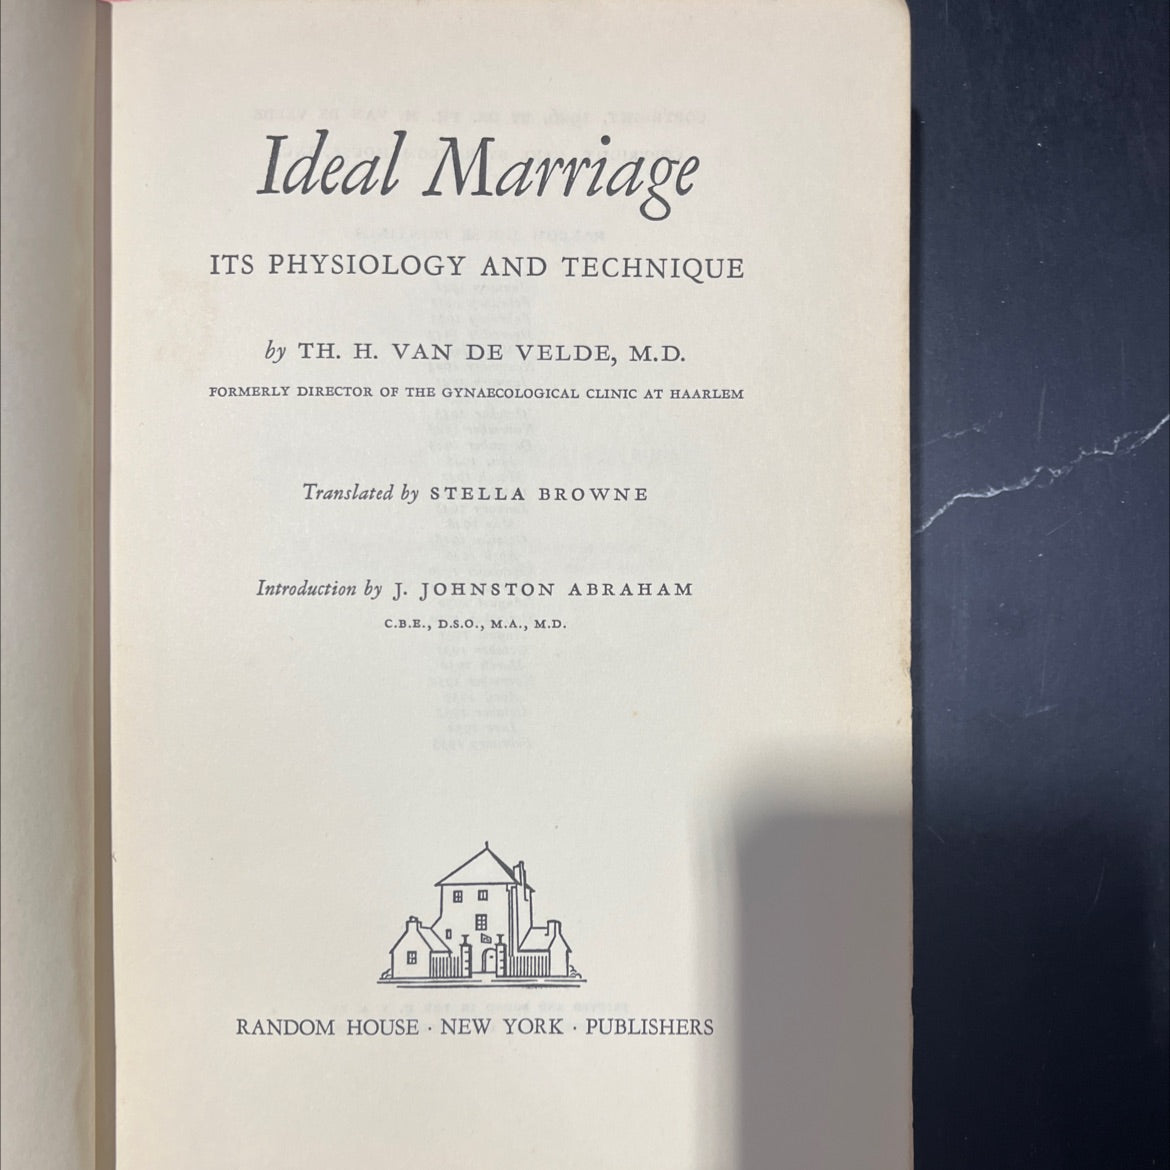 Ideal Marriage
ITS PHYSIOLOGY AND TECHNIQUE
by TH. H. VAN DE VELDE, M.D.
FORMERLY DIRECTOR OF THE GYNAECOLOGICAL CLINIC AT HAARLEM
Translated by STELLA BROWNE
Introduction by J. JOHNSTON ABRAHAM
C.B.E., D.S.O., M.A., M.D.
RANDOM HOUSE · NEW YORK · PUBLISHERS